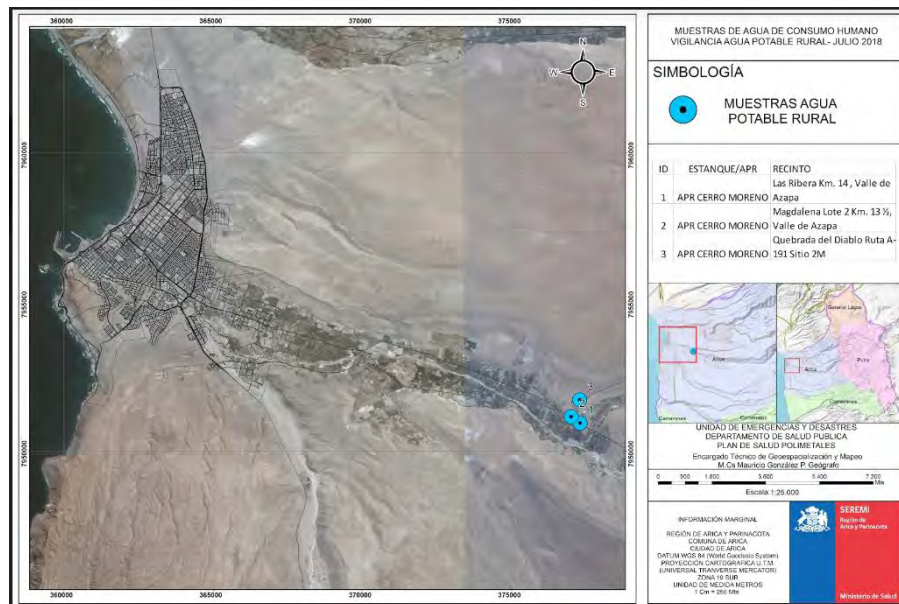 360000 365000 370000 375000
7960000 7960000
7955000 7955000
7950000 7950000
360000 365000 370000 375000
N
W E
S
3
2
1
MUESTRAS DE AGUA DE CONSUMO HUMANO
VIGILANCIA AGUA POTABLE RURAL- JULIO 2018
SIMBOLOGÍA
MUESTRAS AGUA
POTABLE RURAL
ID ESTANQUE/APR RECINTO
1 APR CERRO MORENO Las Ribera Km. 14 , Valle de
Azapa
2 APR CERRO MORENO Magdalena Lote 2 Km. 13 ½,
Valle de Azapa
3 APR CERRO MORENO Quebrada del Diablo Ruta A-
191 Sitio 2M
Arica
Camarones
Camarones
General Lagos
Putre
Arica
Camarones
UNIDAD DE EMERGENCIAS Y DESASTRES
DEPARTAMENTO DE SALUD PUBLICA
PLAN DE SALUD POLIMETALES
Encargado Técnico de Geoespacialización y Mapeo
M.Cs Mauricio González P. Geógrafo
0 900 1.800 3.600 5.400 7.200
Mts
Escala: 1:25.000
INFORMACIÓN MARGINAL
REGIÓN DE ARICA Y PARINACOTA
COMUNA DE ARICA
CIUDAD DE ARICA
DATUM WGS 84 (World Geodesic System)
PROYECCIÓN CARTOGRAFICA U.T.M.
(UNIVERSAL TRANVERSE MERCATOR)
ZONA 19 SUR
UNIDAD DE MEDIDA METROS
1 Cm = 250 Mts
SEREMI
Región de
Arica y Parinacota
Ministerio de Salud